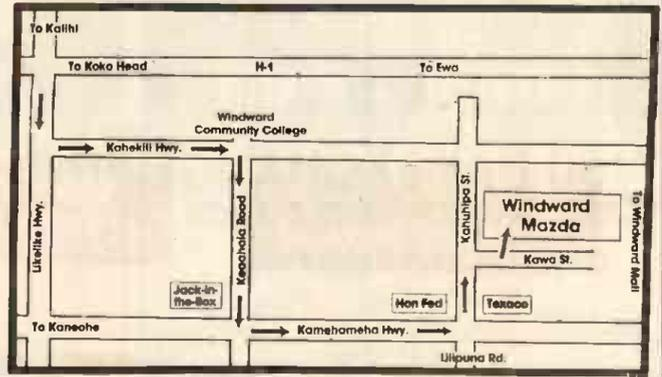 To Kalihi
To Koko Head H-1 To Ewa
Windward
Community College
Kahekili Hwy.
Likelike Hwy.
Keaahala Road
Kahuhipa St.
Windward
Mazda
To Windward Mall
Kawa St.
Jack-in-
the-Box
Hon Fed
Texaco
To Kaneohe
Kamehameha Hwy.
Lilipuna Rd.